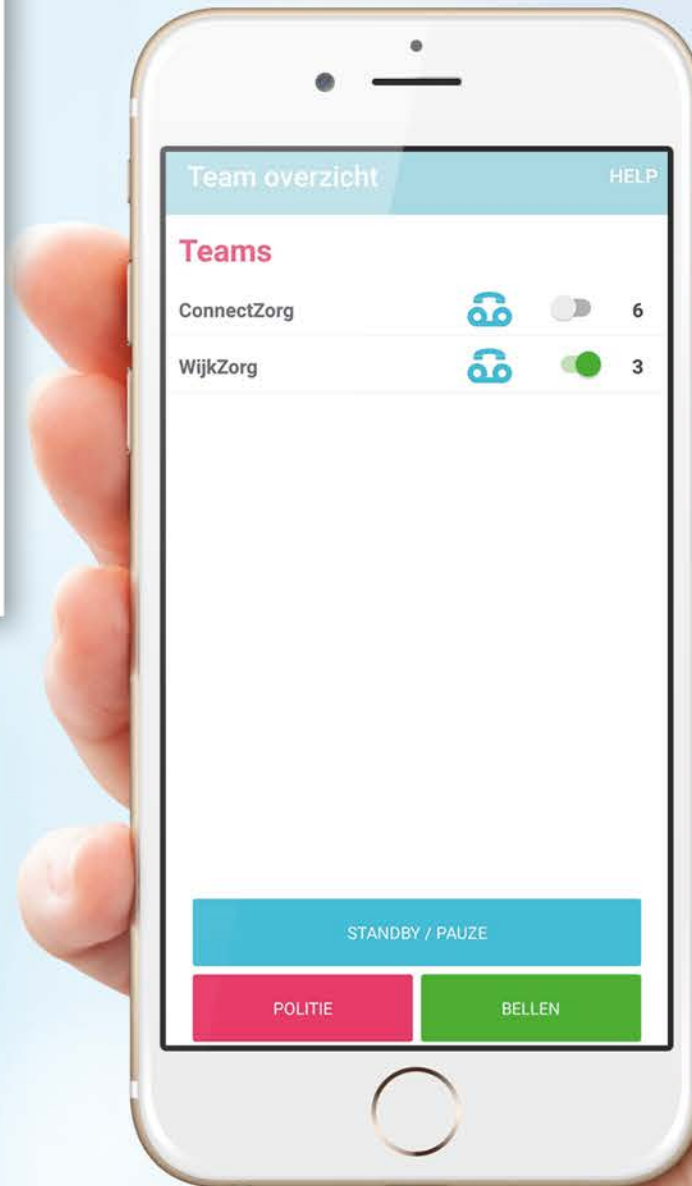 Team overzicht HELP
Teams
ConnectZorg 6
WijkZorg 3
STANDBY / PAUZE
POLITIE BELLEN